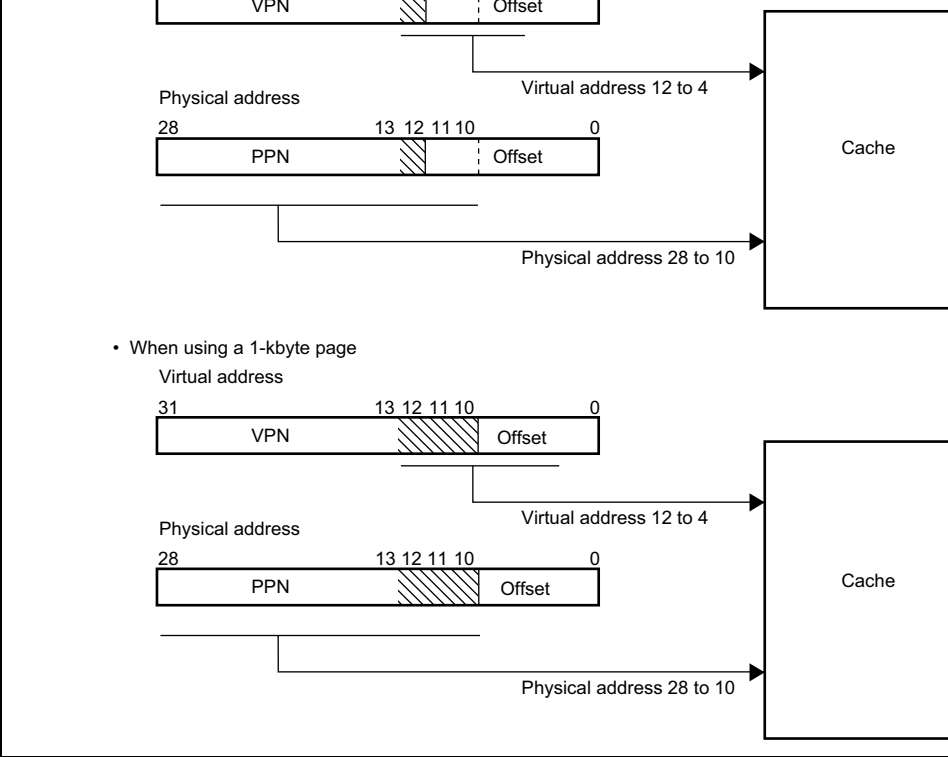 VPN Offset
Virtual address 12 to 4
Physical address
28 13 12 11 10 0
PPN Offset
Cache
Physical address 28 to 10
• When using a 1-kbyte page
Virtual address
31 13 12 11 10 0
VPN Offset
Virtual address 12 to 4
Physical address
28 13 12 11 10 0
PPN Offset
Cache
Physical address 28 to 10